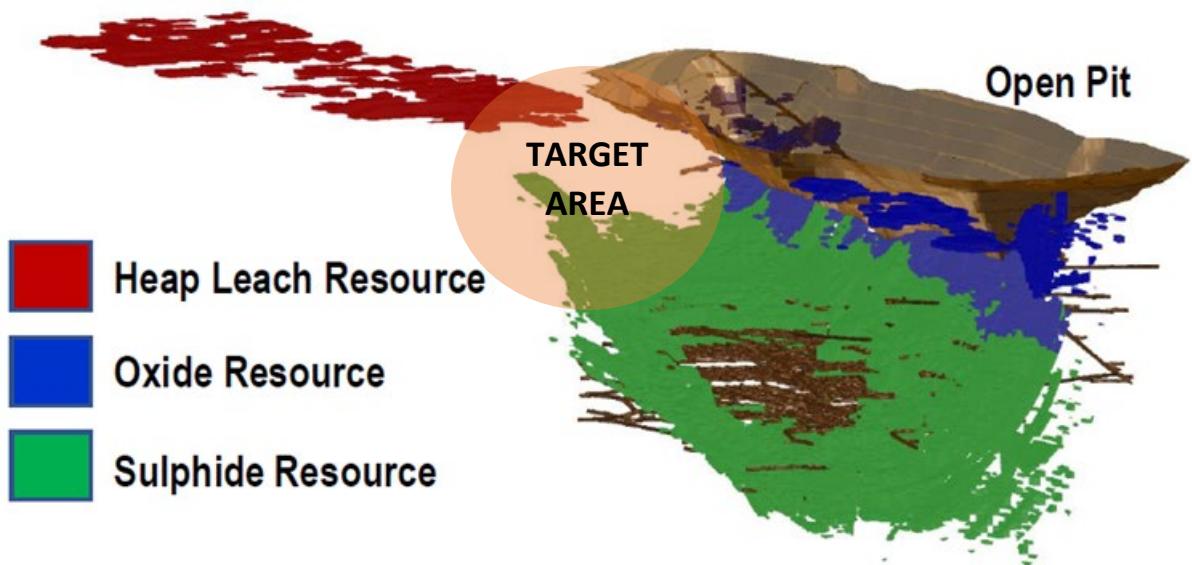 Open Pit
TARGET
AREA
Heap Leach Resource
Oxide Resource
Sulphide Resource